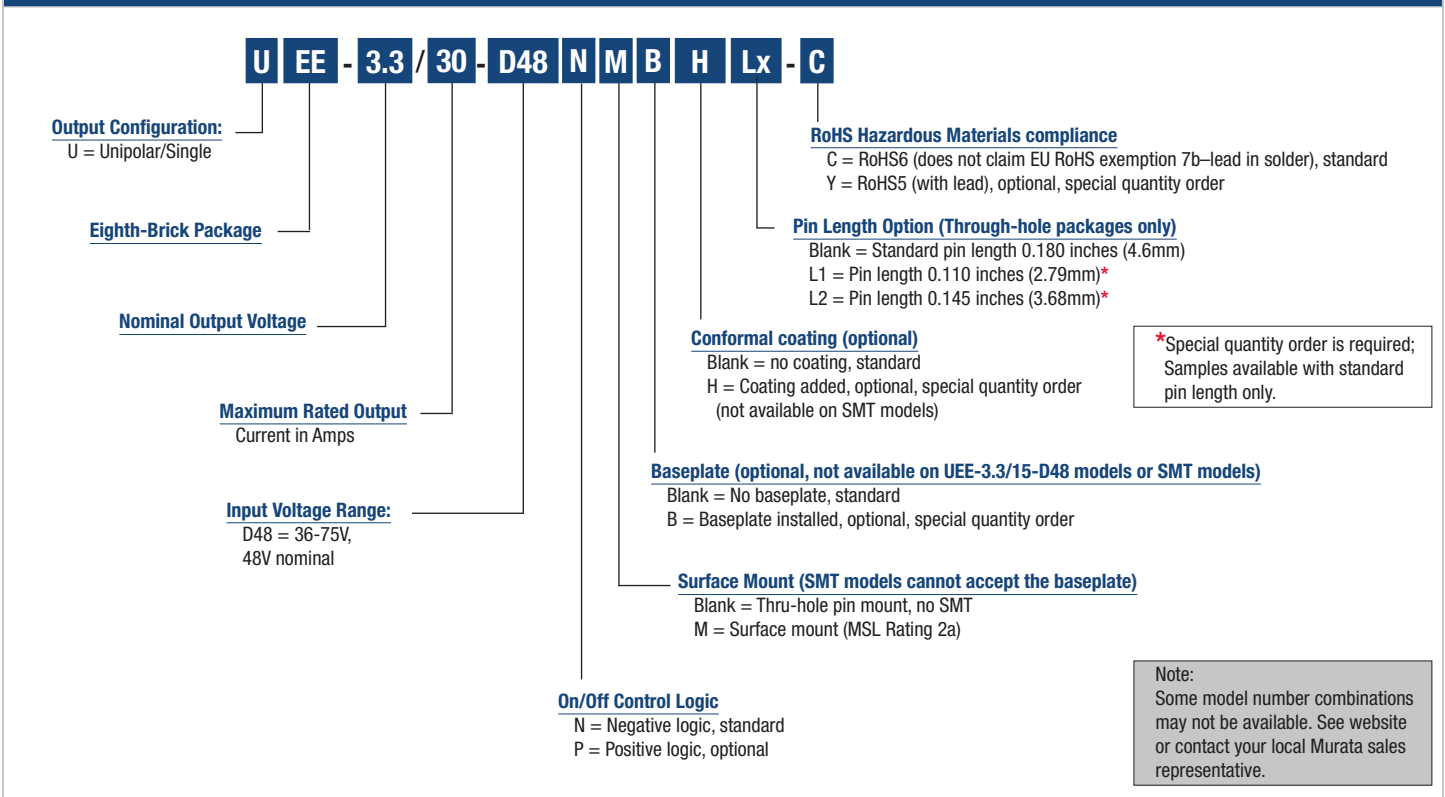 U EE - 3.3 / 30 - D48 N M B H Lx - C
Output Configuration:
U = Unipolar/Single
Eighth-Brick Package
Nominal Output Voltage
Maximum Rated Output
Current in Amps
Input Voltage Range:
D48 = 36-75V,
48V nominal
RoHS Hazardous Materials compliance
C = RoHS6 (does not claim EU RoHS exemption 7b–lead in solder), standard
Y = RoHS5 (with lead), optional, special quantity order
Pin Length Option (Through-hole packages only)
Blank = Standard pin length 0.180 inches (4.6mm)
L1 = Pin length 0.110 inches (2.79mm)*
L2 = Pin length 0.145 inches (3.68mm)*
Conformal coating (optional)
Blank = no coating, standard
H = Coating added, optional, special quantity order
(not available on SMT models)
*Special quantity order is required;
Samples available with standard
pin length only.
Baseplate (optional, not available on UEE-3.3/15-D48 models or SMT models)
Blank = No baseplate, standard
B = Baseplate installed, optional, special quantity order
Surface Mount (SMT models cannot accept the baseplate)
Blank = Thru-hole pin mount, no SMT
M = Surface mount (MSL Rating 2a)
On/Off Control Logic
N = Negative logic, standard
P = Positive logic, optional
Note:
Some model number combinations
may not be available. See website
or contact your local Murata sales
representative.